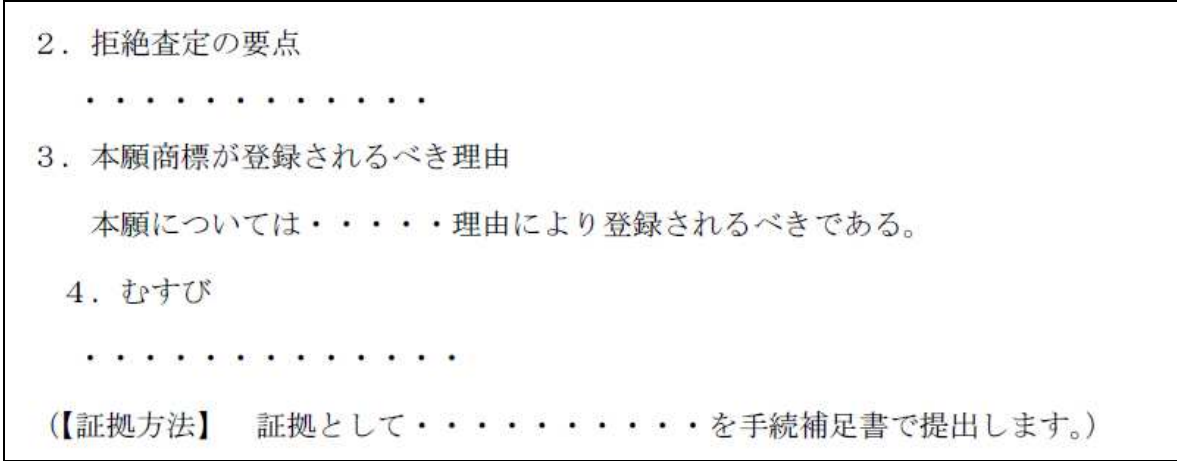 ２．拒絶査定の要点
・・・・・・・・・・・・
３．本願商標が登録されるべき理由
本願については・・・・・理由により登録されるべきである。
４．むすび
・・・・・・・・・・・・・
（【証拠方法】　証拠として・・・・・・・・・・を手続補足書で提出します。）